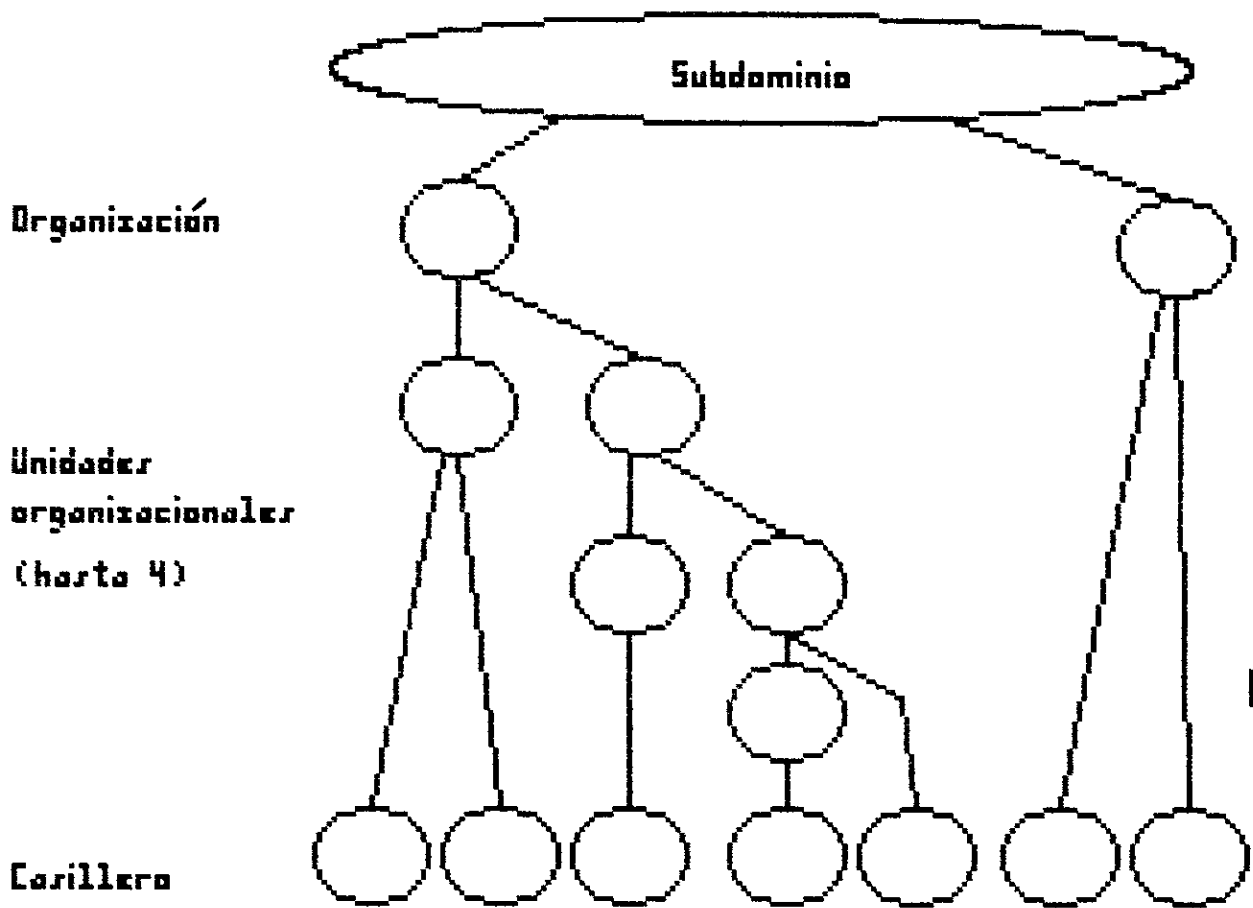 Subdominio
Organización
Unidades
organizacionales
(hasta 4)
Casillero